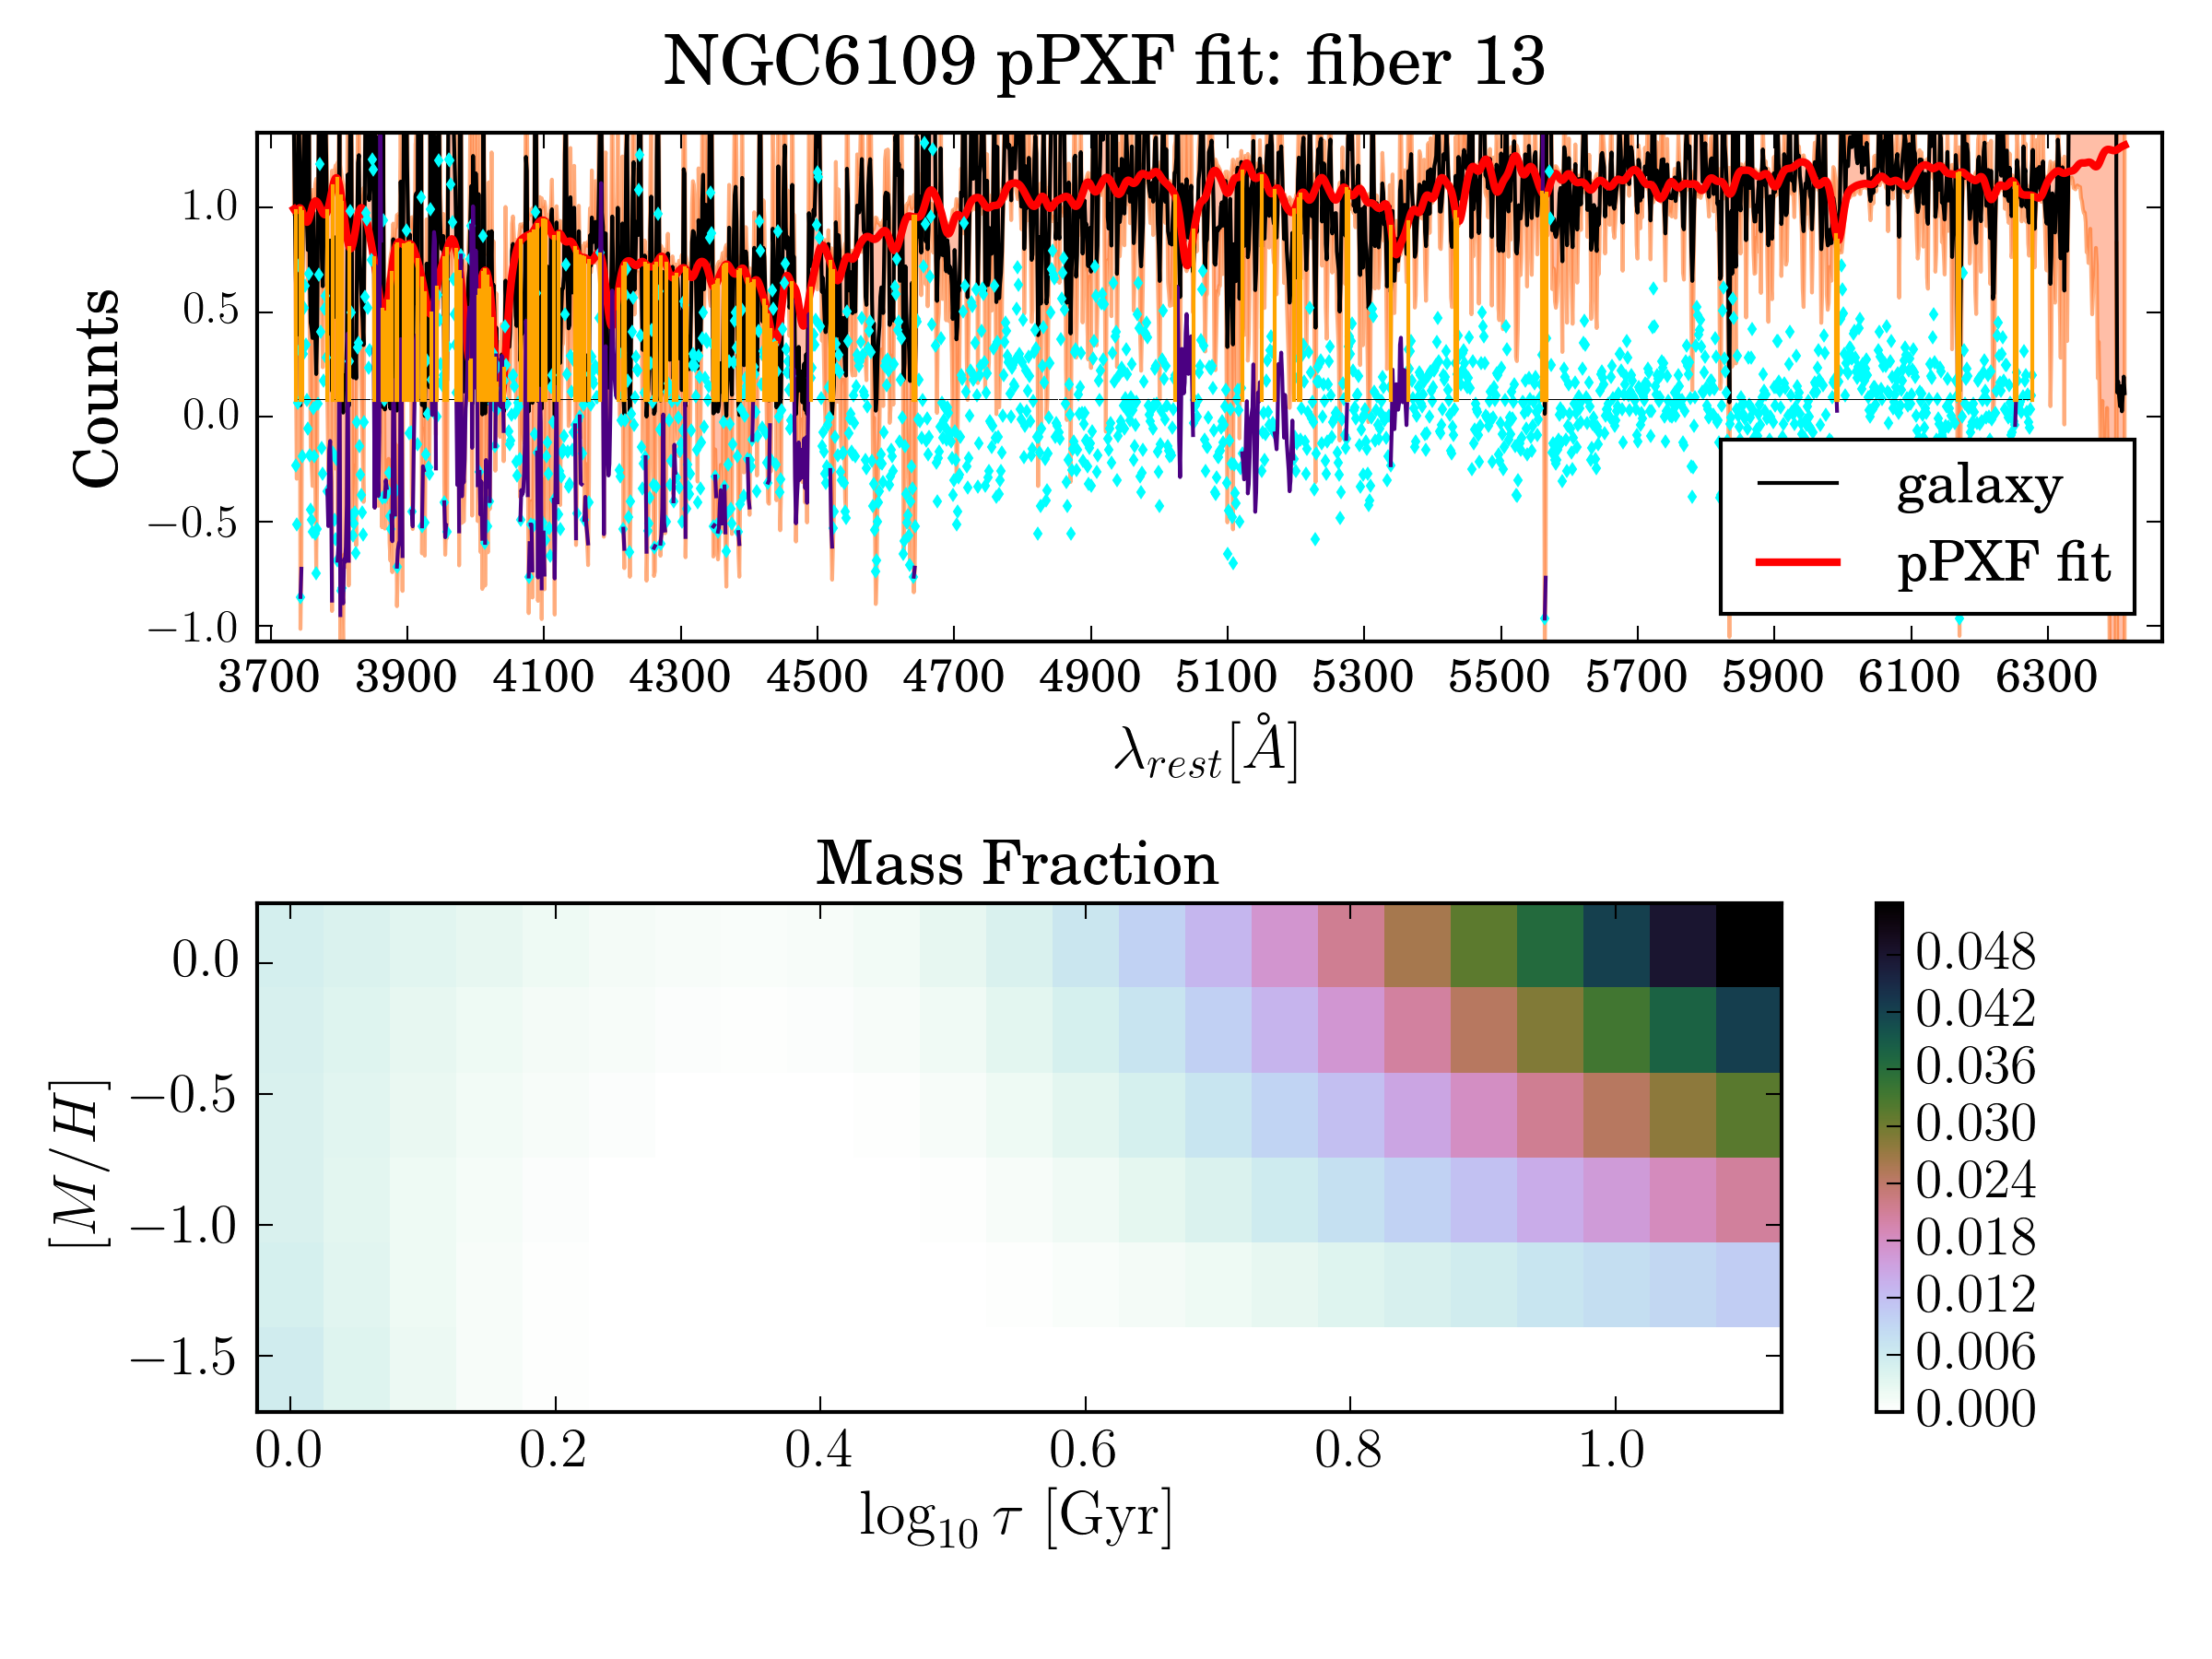 NGC6109 pPXF fit: fiber 13
Counts
1.0
0.5
0.0
−0.5
−1.0
galaxy
pPXF fit
3700 3900 4100 4300 4500 4700 4900 5100 5300 5500 5700 5900 6100 6300
λrest[Å]
Mass Fraction
[M/H]
0.0
−0.5
−1.0
−1.5
0.0 0.2 0.4 0.6 0.8 1.0
log10 τ [Gyr]
0.048
0.042
0.036
0.030
0.024
0.018
0.012
0.006
0.000